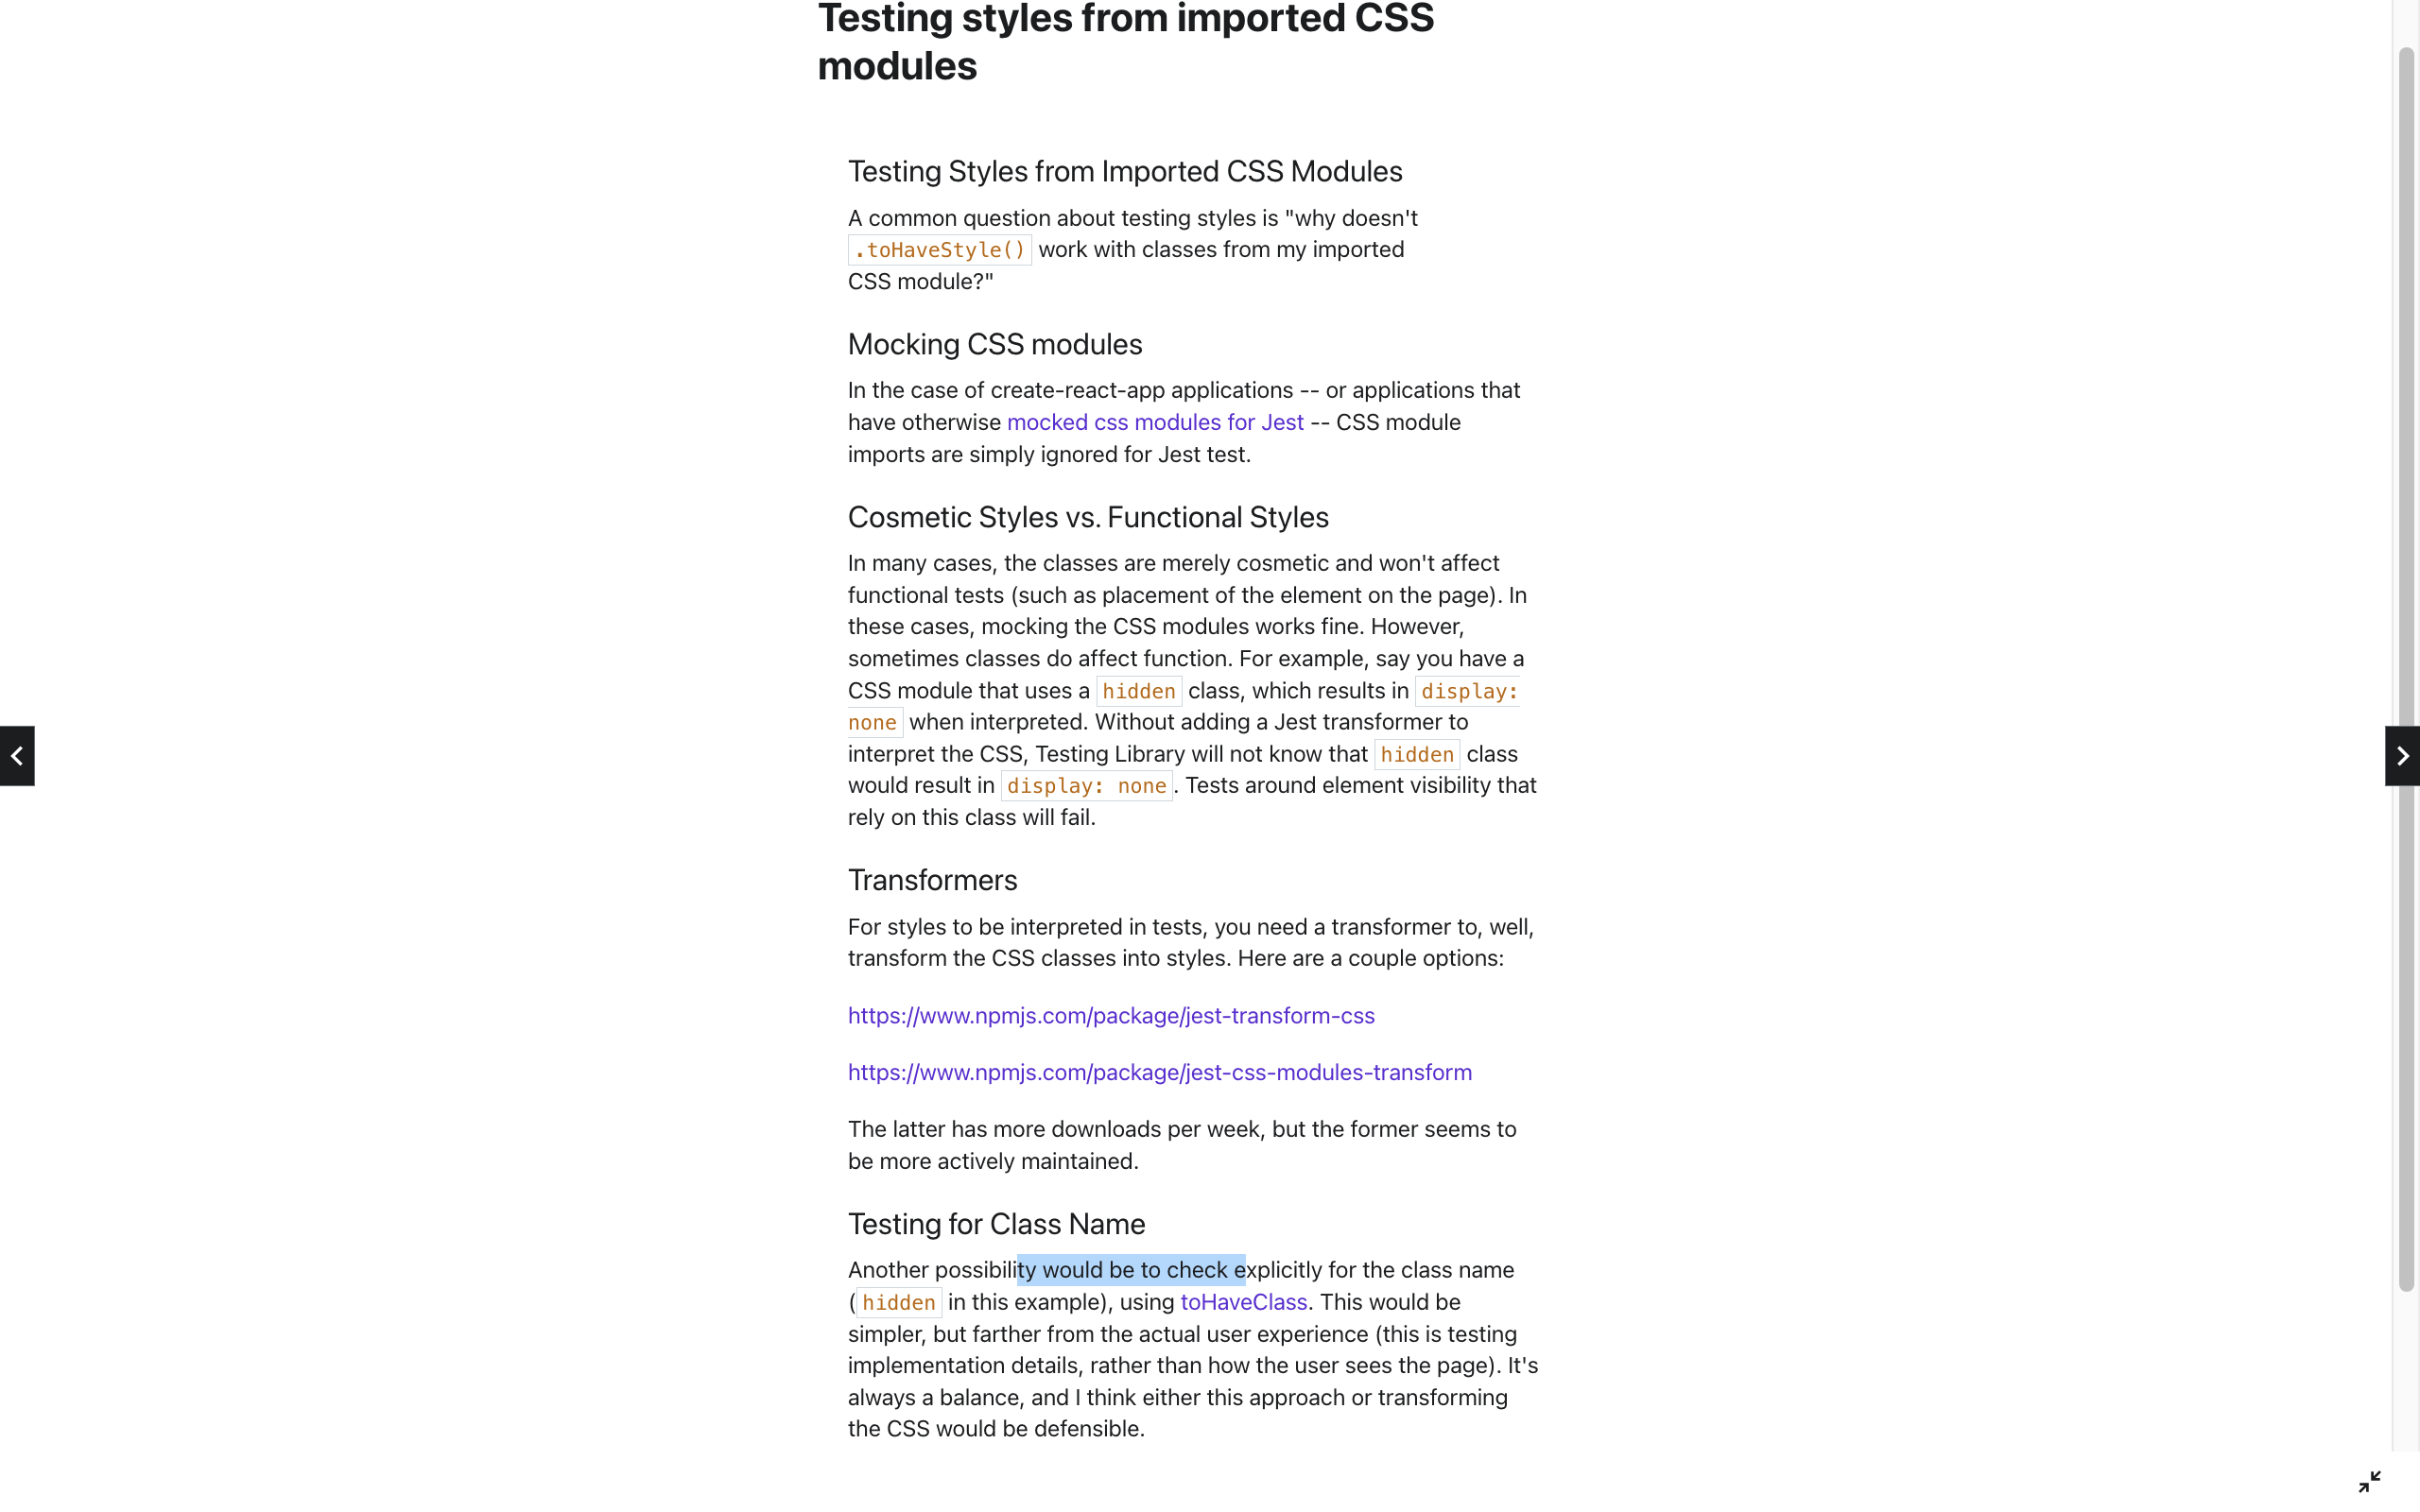 Testing styles from imported CSS
modules
Testing Styles from Imported CSS Modules
A common question about testing styles is "why doesn't
.toHaveStyle() work with classes from my imported
CSS module?"
Mocking CSS modules
In the case of create-react-app applications -- or applications that
have otherwise mocked css modules for Jest -- CSS module
imports are simply ignored for Jest test.
Cosmetic Styles vs. Functional Styles
In many cases, the classes are merely cosmetic and won't affect
functional tests (such as placement of the element on the page). In
these cases, mocking the CSS modules works fine. However,
sometimes classes do affect function. For example, say you have a
CSS module that uses a hidden class, which results in display:
none when interpreted. Without adding a Jest transformer to
interpret the CSS, Testing Library will not know that hidden class
would result in display: none. Tests around element visibility that
rely on this class will fail.
Transformers
For styles to be interpreted in tests, you need a transformer to, well,
transform the CSS classes into styles. Here are a couple options:
https://www.npmjs.com/package/jest-transform-css
https://www.npmjs.com/package/jest-css-modules-transform
The latter has more downloads per week, but the former seems to
be more actively maintained.
Testing for Class Name
Another possibility would be to check explicitly for the class name
(hidden in this example), using toHaveClass. This would be
simpler, but farther from the actual user experience (this is testing
implementation details, rather than how the user sees the page). It's
always a balance, and I think either this approach or transforming
the CSS would be defensible.